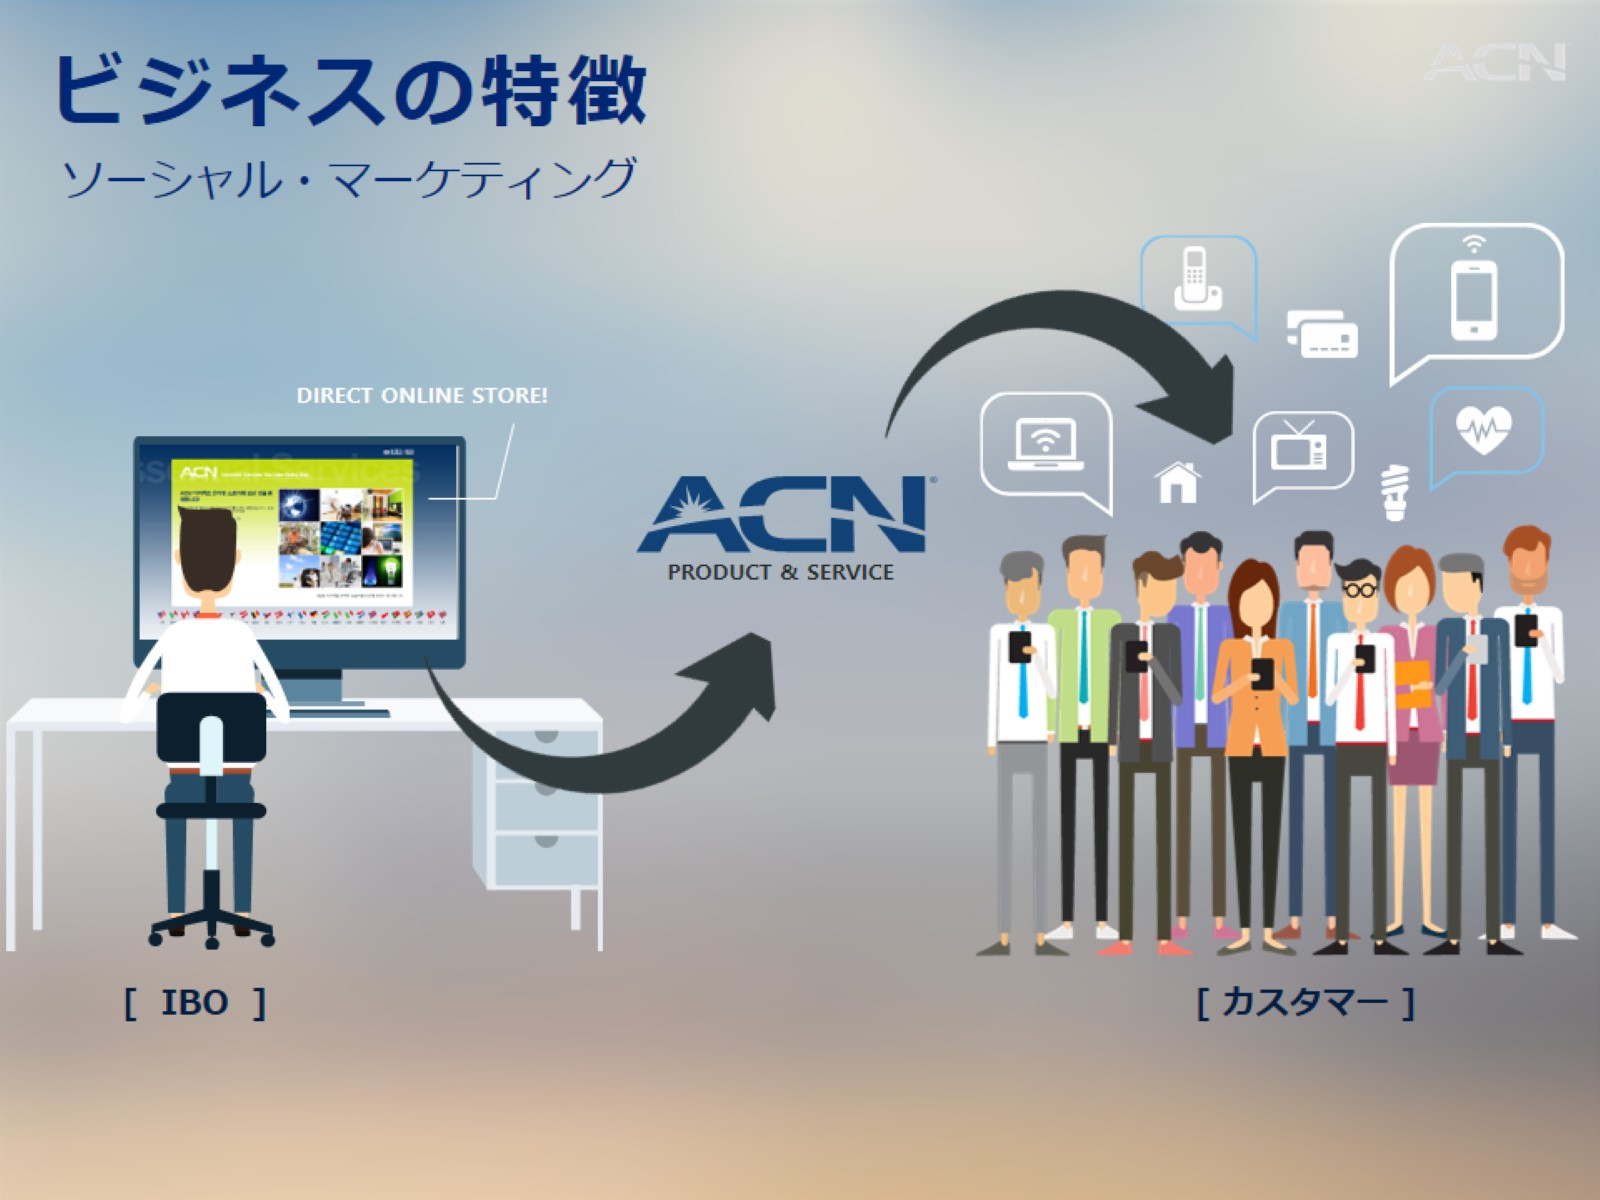 ACN
ビジネスの特徴
ソーシャル・マーケティング
DIRECT ONLINE STORE!
ACN
ACN®
PRODUCT & SERVICE
[ IBO ]
[ カスタマー ]